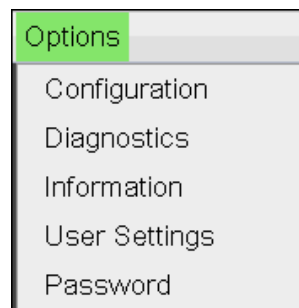 Options
Configuration
Diagnostics
Information
User Settings
Password